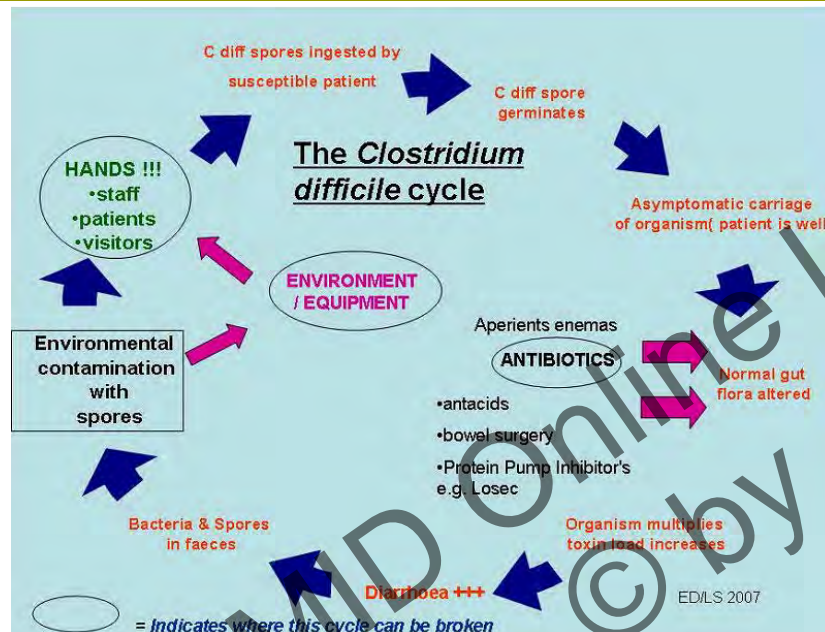 C diff spores ingested by
susceptible patient
C diff spore
germinates
The Clostridium
difficile cycle
HANDS !!!
•staff
•patients
•visitors
Asymptomatic carriage
of organism( patient is well
ENVIRONMENT
/ EQUIPMENT
Aperients enemas
ANTIBIOTICS
•antacids
•bowel surgery
•Protein Pump Inhibitor's
e.g. Losec
Normal gut
flora altered
Environmental
contamination
with
spores
Bacteria & Spores
in faeces
Organism multiplies
toxin load increases
Diarrhoea +++
ED/LS 2007
= Indicates where this cycle can be broken
MID Online L
© by